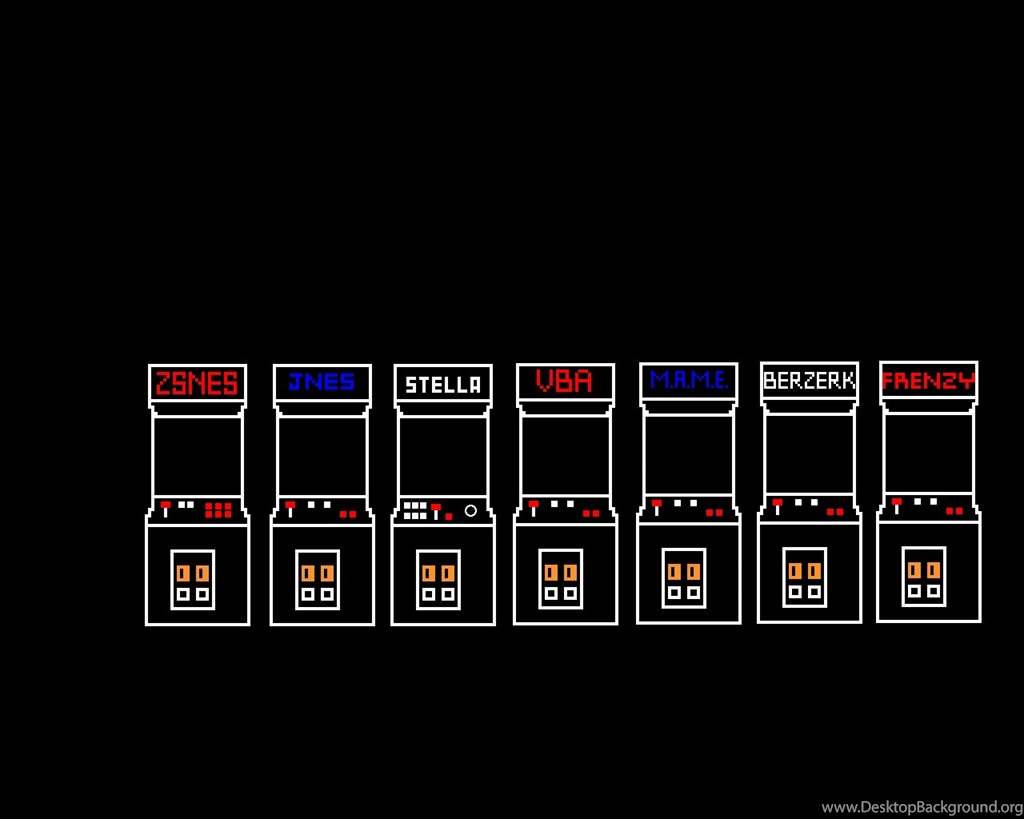 ZSNES
JNES
STELLA
VBA
M.A.M.E.
BERZERK
FRENZY
www.DesktopBackground.org